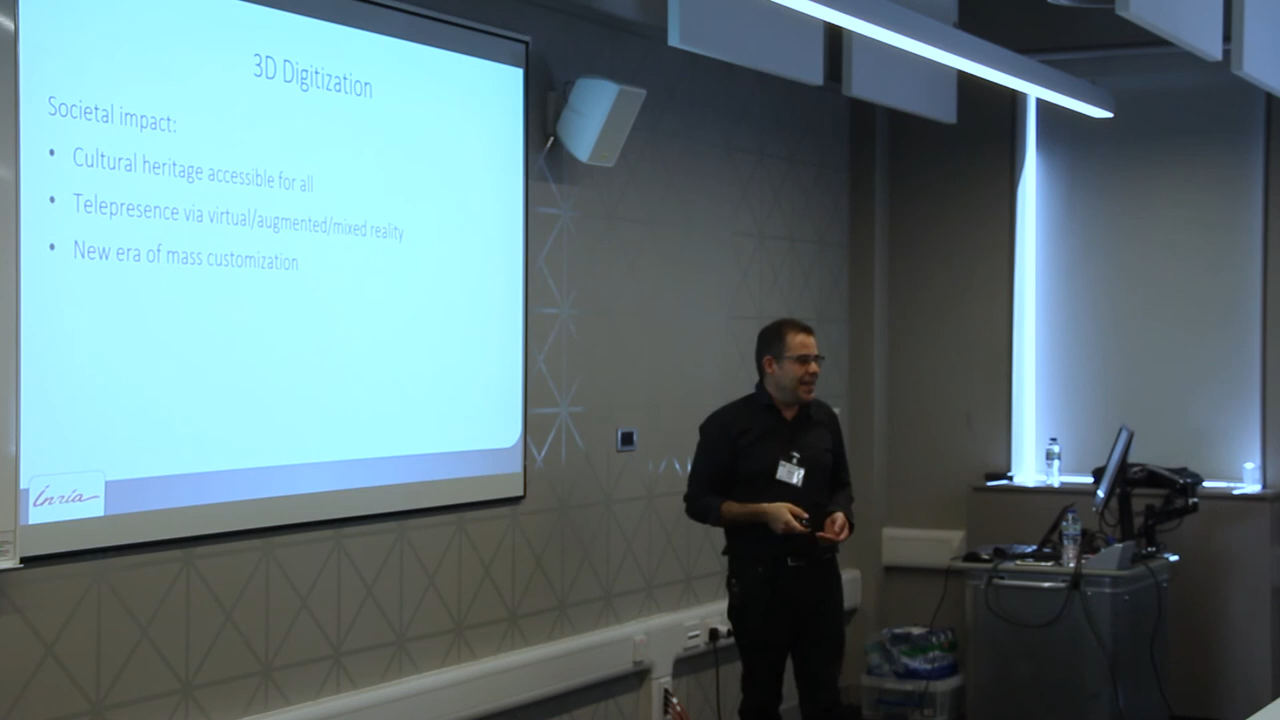 3D Digitization
Societal impact:
• Cultural heritage accessible for all
• Telepresence via virtual/augmented/mixed reality
• New era of mass customization
Inria